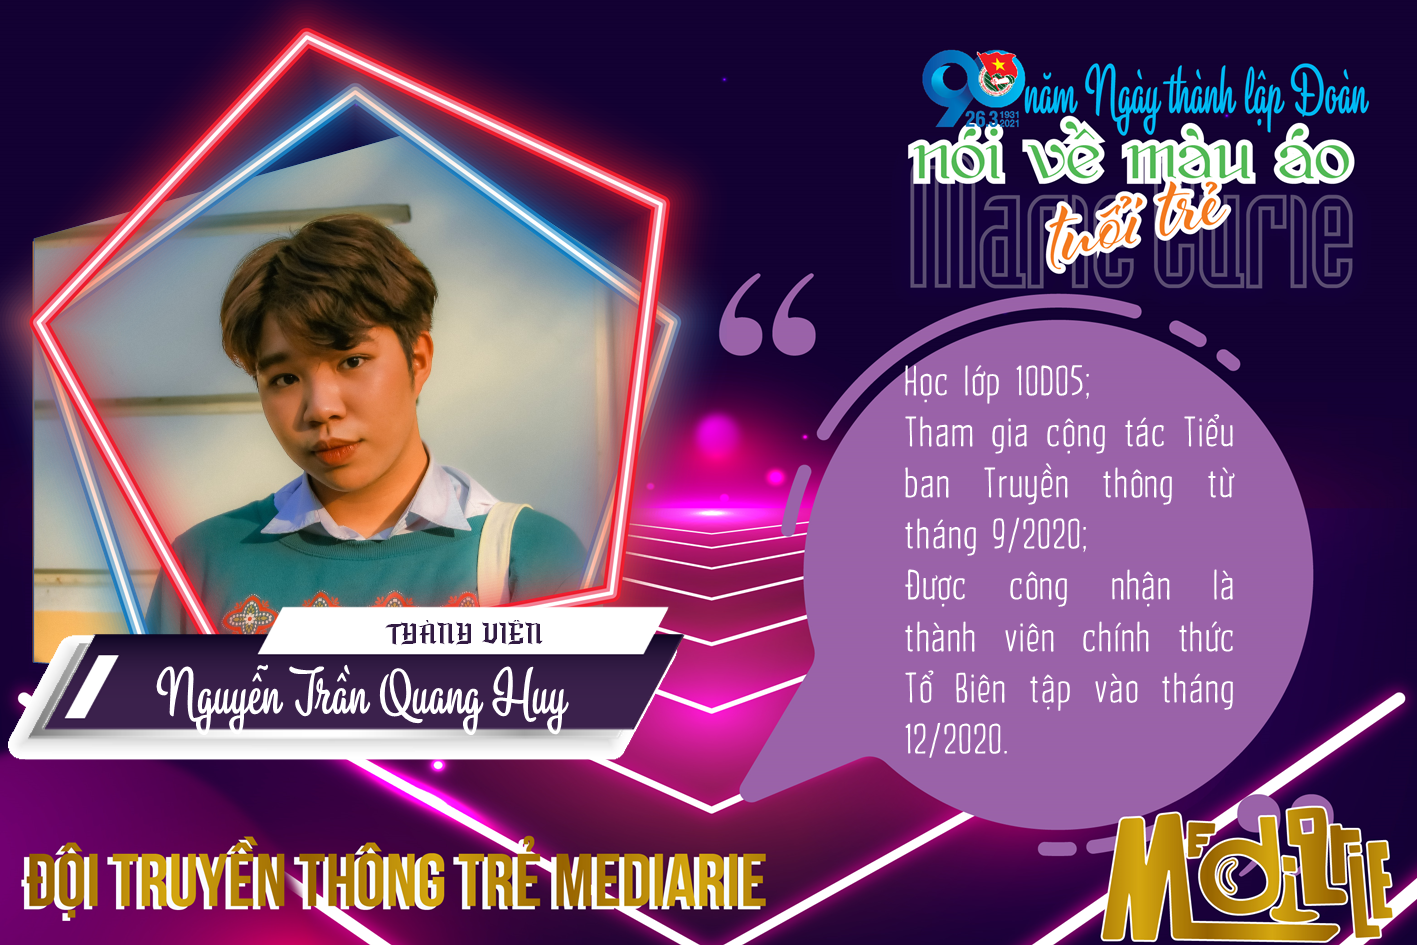 90 năm Ngày thành lập Đoàn
26.3 1931
2021
nói về màu áo
tuổi trẻ
Marie Curie
Học lớp 10D05;
Tham gia cộng tác Tiểu
ban Truyền thông từ
tháng 9/2020;
Được công nhận là
thành viên chính thức
Tổ Biên tập vào tháng
12/2020.
THÀNH VIÊN
Nguyễn Trần Quang Huy
ĐỘI TRUYỀN THÔNG TRẺ MEDIARIE
MEDIARIE